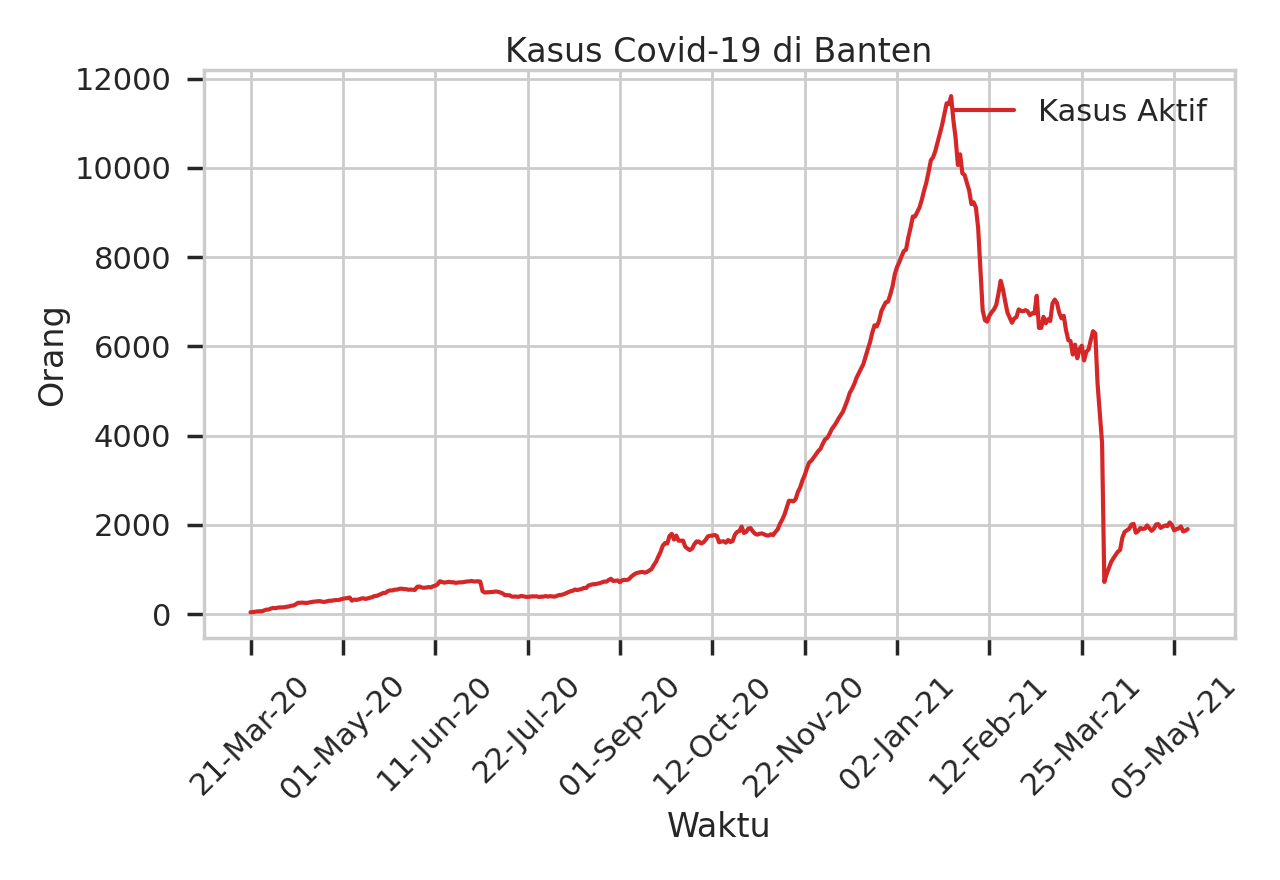 Kasus Covid-19 di Banten
12000
10000
8000
6000
4000
2000
0
Orang
Kasus Aktif
21-Mar-20
01-May-20
11-Jun-20
22-Jul-20
01-Sep-20
12-Oct-20
22-Nov-20
02-Jan-21
12-Feb-21
25-Mar-21
05-May-21
Waktu